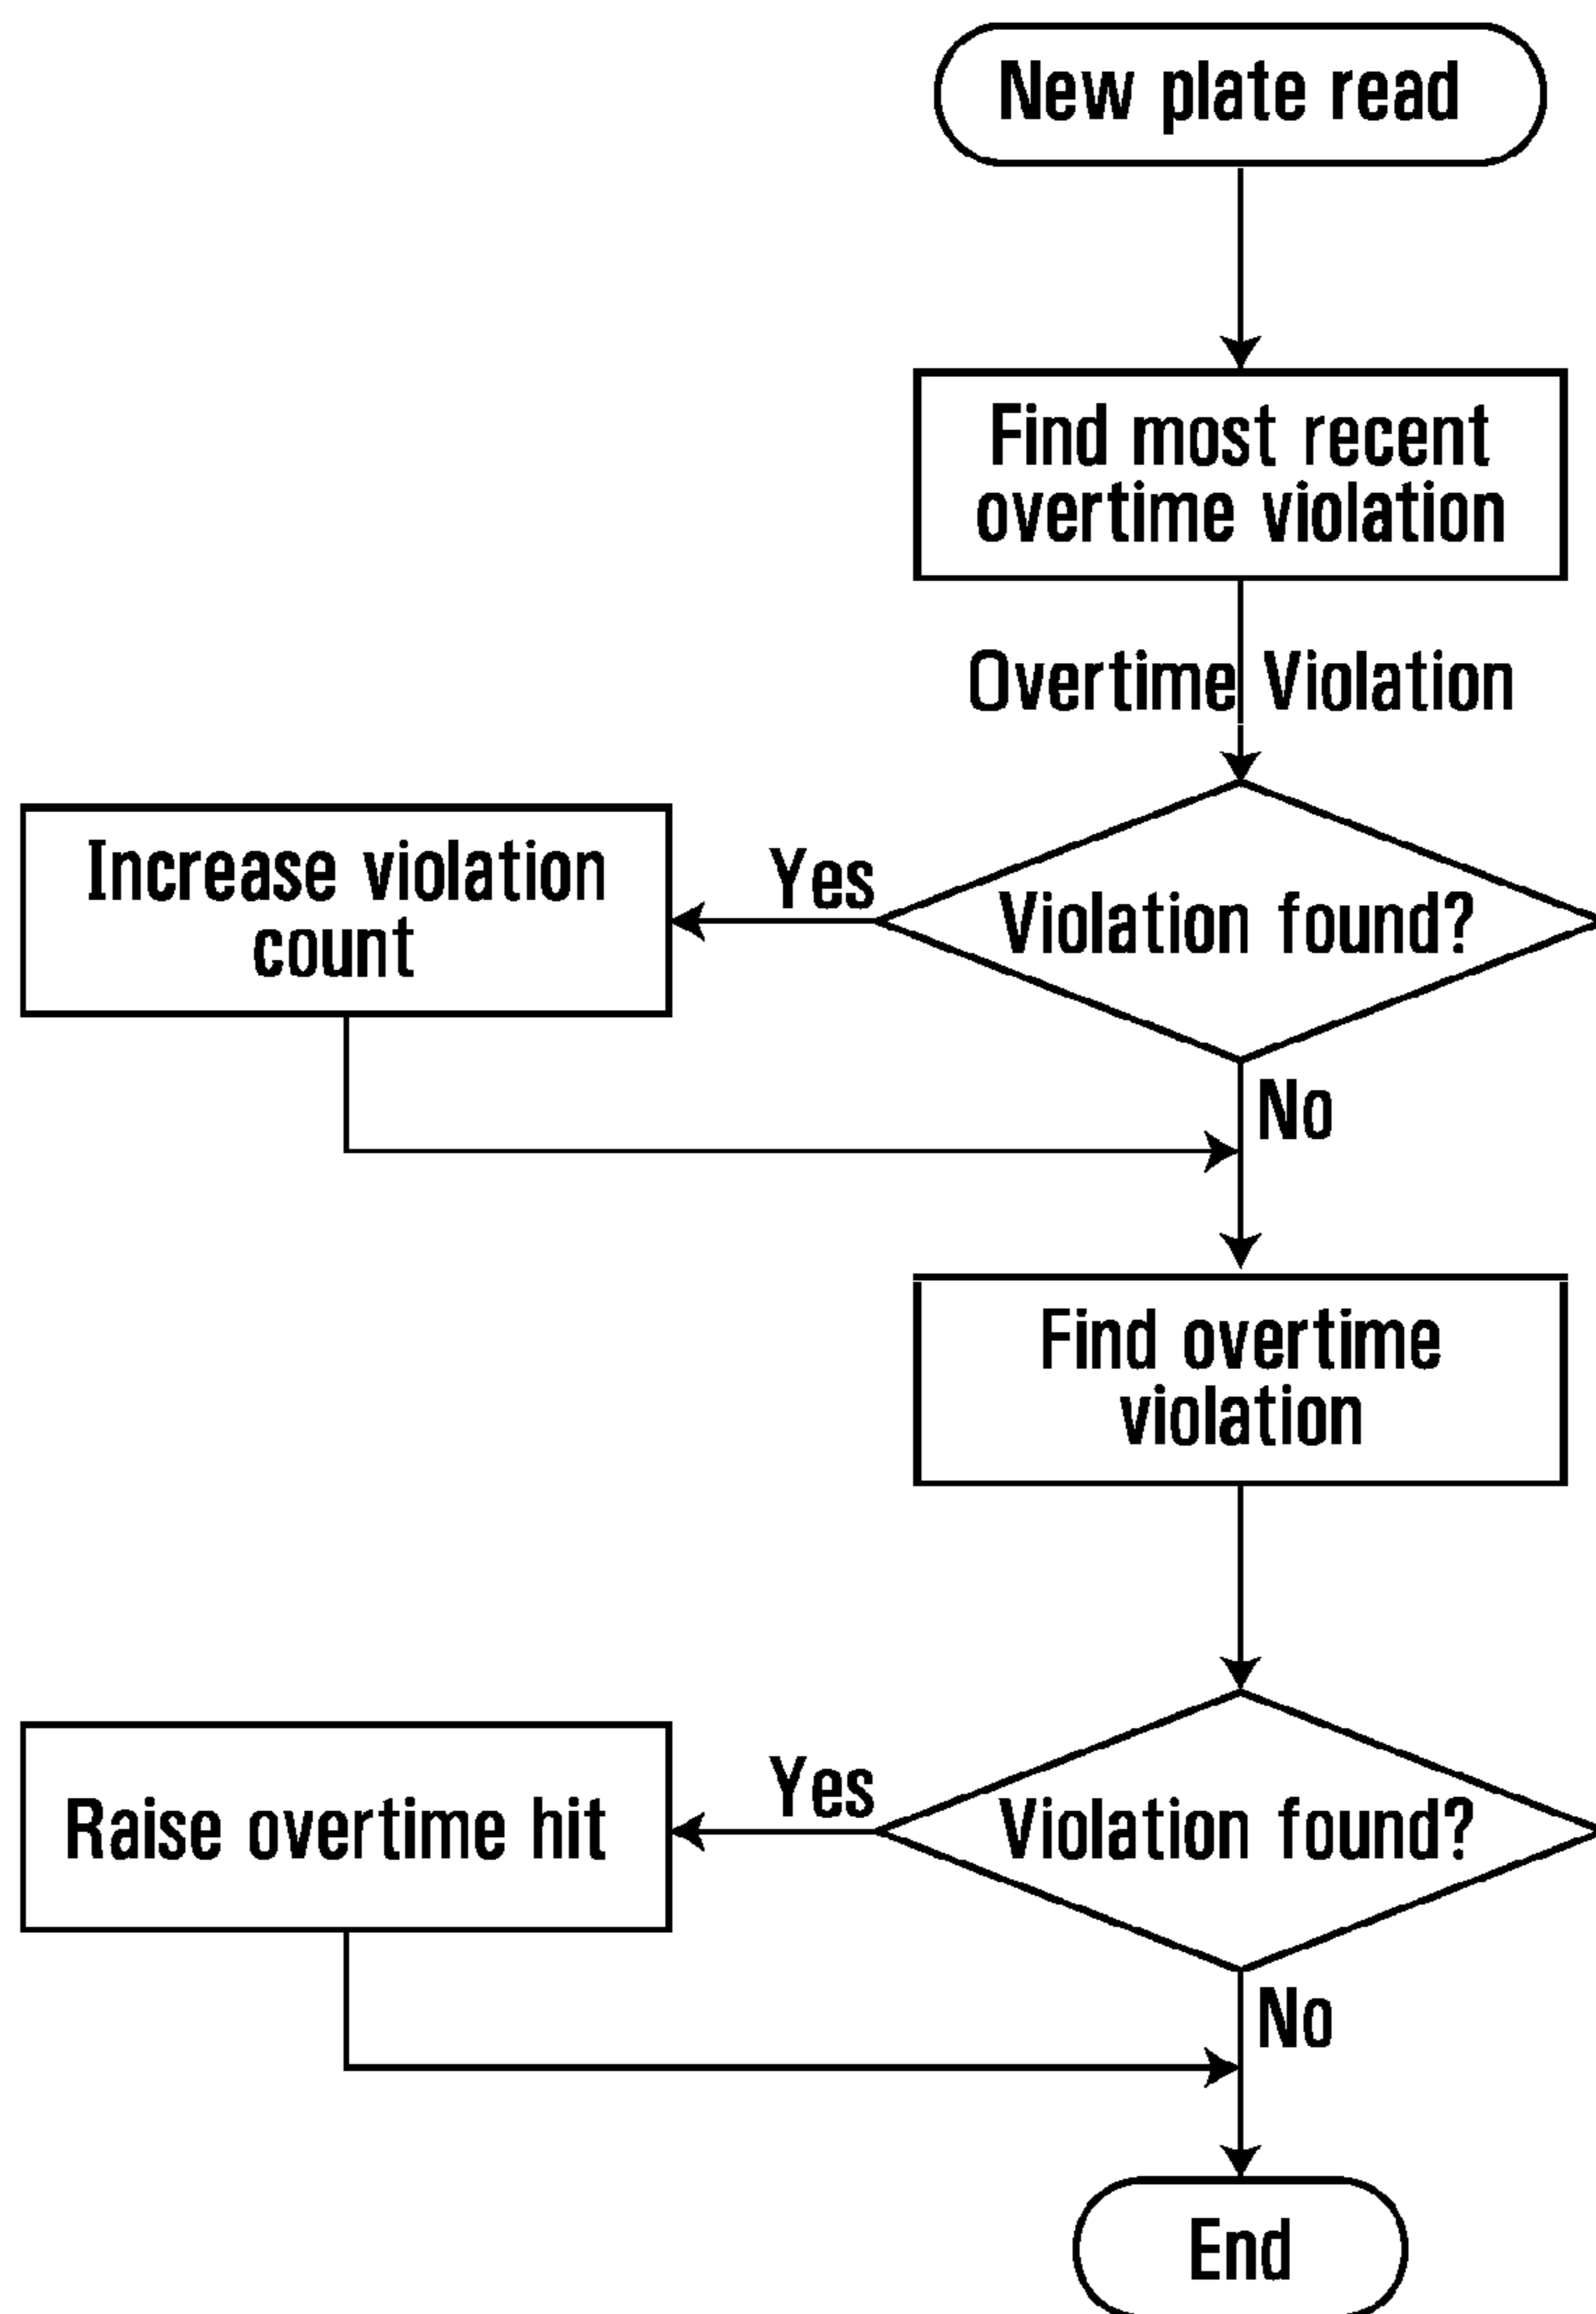 New plate read
Find most recent
overtime violation
Overtime Violation
Yes
Violation found?
Increase violation
count
No
Find overtime
violation
Yes
Violation found?
Raise overtime hit
No
End